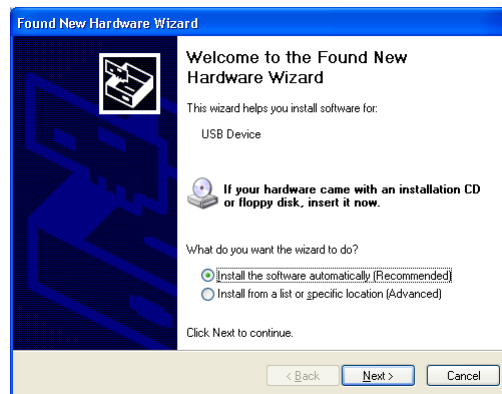 Found New Hardware Wizard
Welcome to the Found New
Hardware Wizard
This wizard helps you install software for:
USB Device
If your hardware came with an installation CD
or floppy disk, insert it now.
What do you want the wizard to do?
Install the software automatically (Recommended)
Install from a list or specific location (Advanced)
Click Next to continue.
< Back
Next >
Cancel